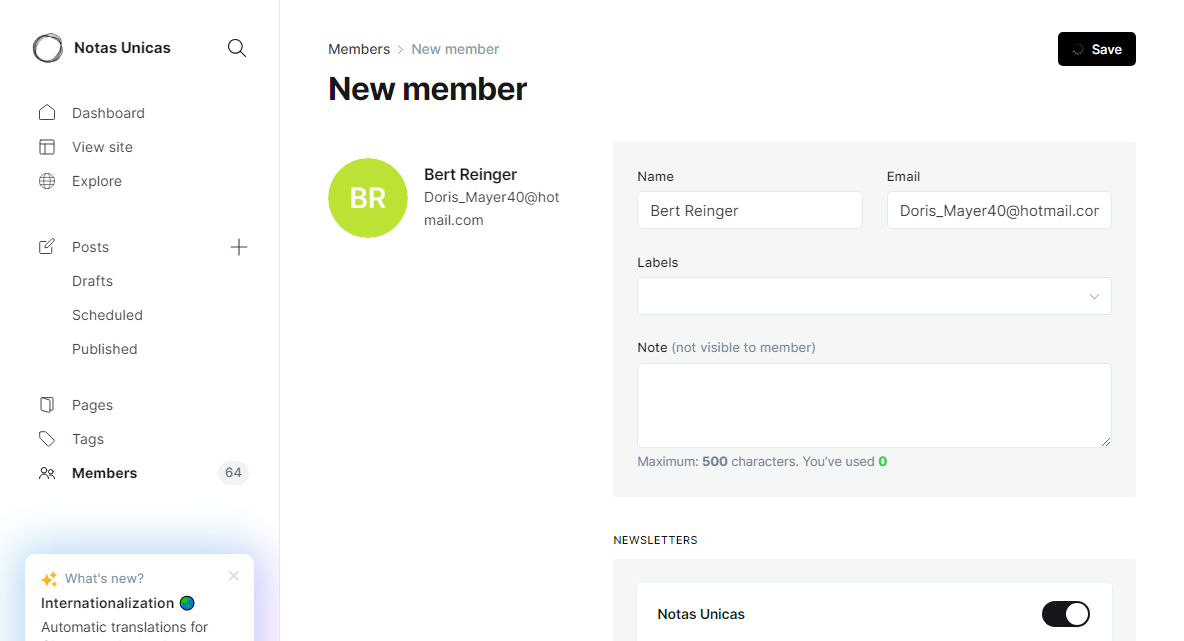 Notas Unicas
Dashboard
View site
Explore
Posts
Drafts
Scheduled
Published
Pages
Tags
Members 64
What's new?
Internationalization
Automatic translations for
Members > New member
Save
New member
BR
Bert Reinger
Doris_Mayer40@hot
mail.com
Name
Email
Bert Reinger
Doris_Mayer40@hotmail.cor
Labels
Note (not visible to member)
Maximum: 500 characters. You've used 0
NEWSLETTERS
Notas Unicas